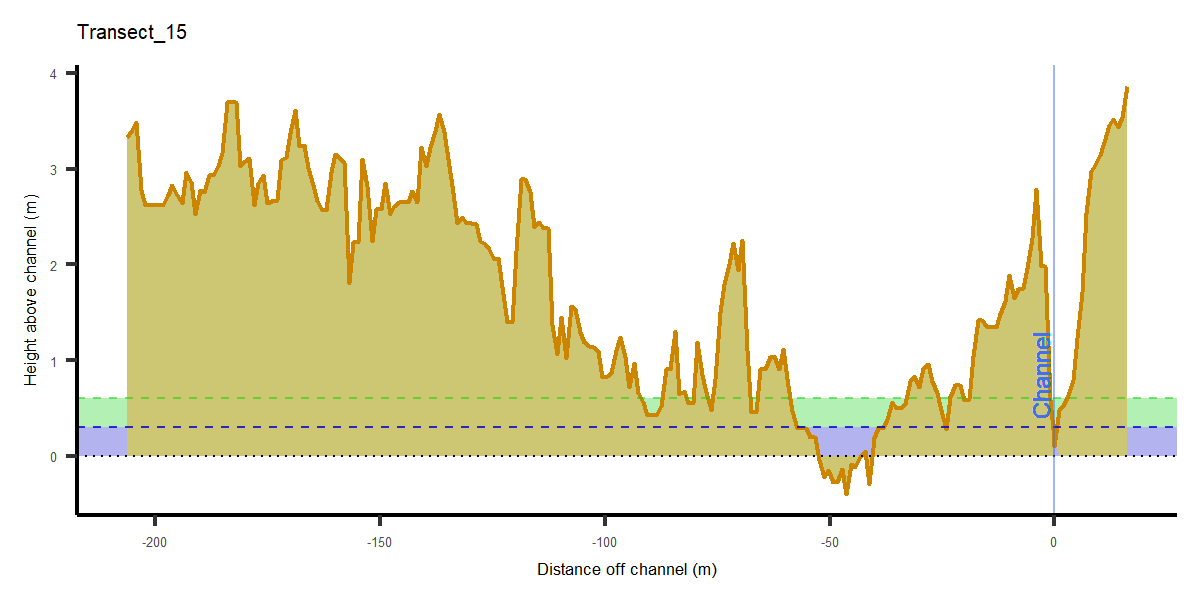 Transect_15
Height above channel (m)
4
3
2
1
0
Channel
-200
-150
-100
-50
0
Distance off channel (m)